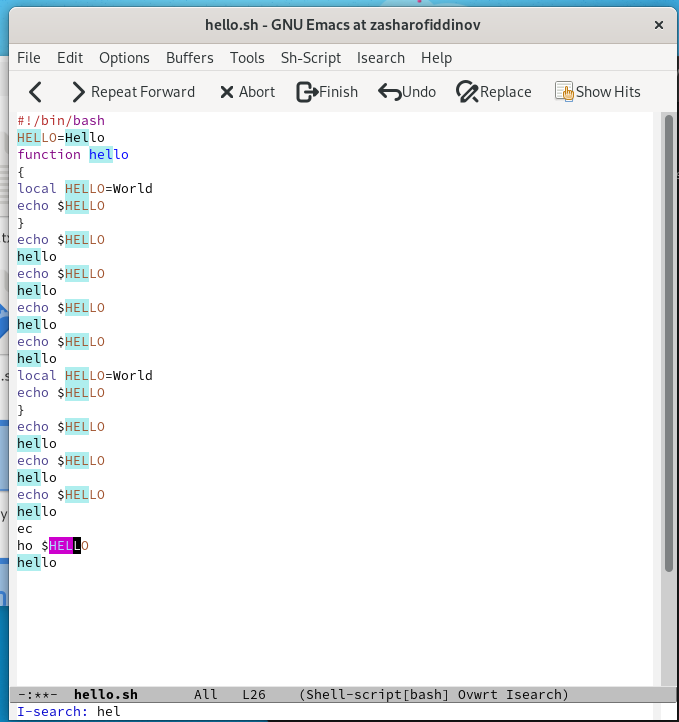 hello.sh - GNU Emacs at zasharofiddinov ×
File Edit Options Buffers Tools Sh-Script Isearch Help
Repeat Forward Abort Finish Undo Replace Show Hits
#!/bin/bash
HELLO=Hello
function hello
{
local HELLO=World
echo $HELLO
}
echo $HELLO
hello
echo $HELLO
hello
echo $HELLO
hello
echo $HELLO
hello
local HELLO=World
echo $HELLO
}
echo $HELLO
hello
echo $HELLO
hello
echo $HELLO
hello
ec
ho $HELLO
hello
-:**- hello.sh All L26 (Shell-script[bash] Ovwrt Isearch)
I-search: hel